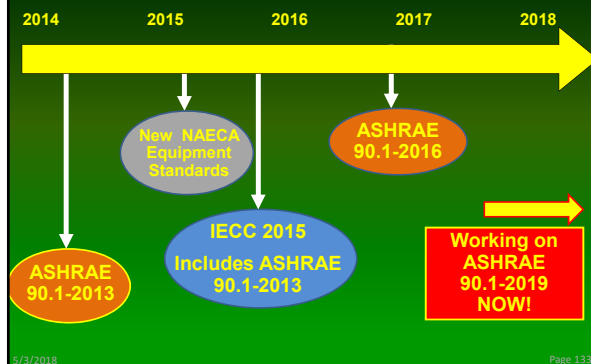 2014 2015 2016 2017 2018
New NAECA
Equipment
Standards
ASHRAE
90.1-2016
IECC 2015
Includes ASHRAE
90.1-2013
ASHRAE
90.1-2013
Working on
ASHRAE
90.1-2019
NOW!
5/3/2018 Page 133